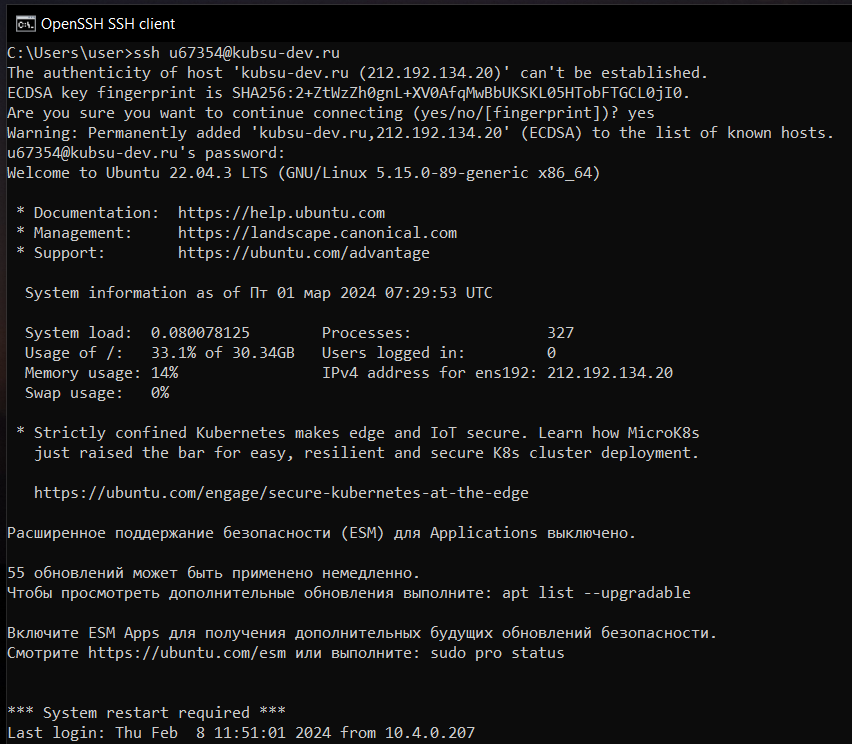 OpenSSH SSH client
C:\Users\user>ssh u67354@kubsu-dev.ru
The authenticity of host 'kubsu-dev.ru (212.192.134.20)' can't be established.
ECDSA key fingerprint is SHA256:2+ZtWzZh0gnL+XV0AfqMwBbUKSKL05HTobFTGCL0jI0.
Are you sure you want to continue connecting (yes/no/[fingerprint])? yes
Warning: Permanently added 'kubsu-dev.ru,212.192.134.20' (ECDSA) to the list of known hosts.
u67354@kubsu-dev.ru's password:
Welcome to Ubuntu 22.04.3 LTS (GNU/Linux 5.15.0-89-generic x86_64)
* Documentation:  https://help.ubuntu.com
* Management:     https://landscape.canonical.com
* Support:        https://ubuntu.com/advantage
System information as of Пт 01 мар 2024 07:29:53 UTC
System load:  0.080078125        Processes:               327
Usage of /:   33.1% of 30.34GB   Users logged in:         0
Memory usage: 14%                IPv4 address for ens192: 212.192.134.20
Swap usage:   0%
* Strictly confined Kubernetes makes edge and IoT secure. Learn how MicroK8s
just raised the bar for easy, resilient and secure K8s cluster deployment.
https://ubuntu.com/engage/secure-kubernetes-at-the-edge
Расширенное поддержание безопасности (ESM) для Applications выключено.
55 обновлений может быть применено немедленно.
Чтобы просмотреть дополнительные обновления выполните: apt list --upgradable
Включите ESM Apps для получения дополнительных будущих обновлений безопасности.
Смотрите https://ubuntu.com/esm или выполните: sudo pro status
*** System restart required ***
Last login: Thu Feb  8 11:51:01 2024 from 10.4.0.207